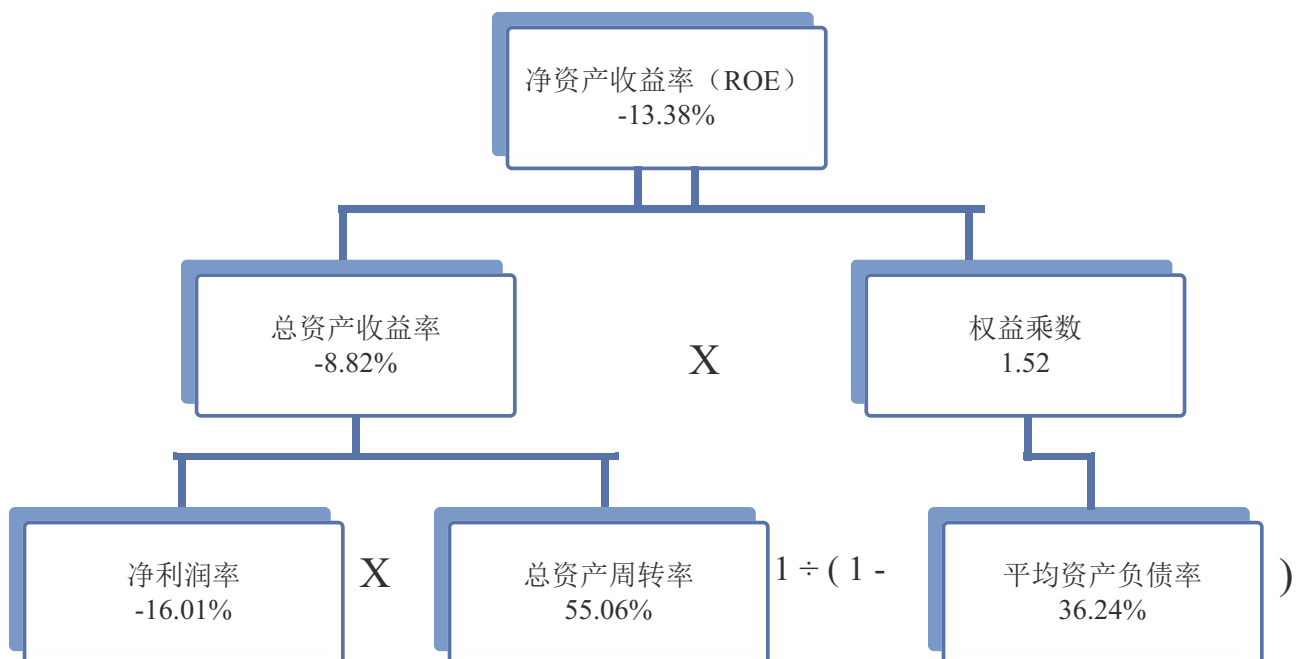 净资产收益率（ROE）
-13.38%
总资产收益率
-8.82%
X
权益乘数
1.52
净利润率
-16.01%
X
总资产周转率
55.06%
1 ÷ ( 1 -
平均资产负债率
36.24%
)